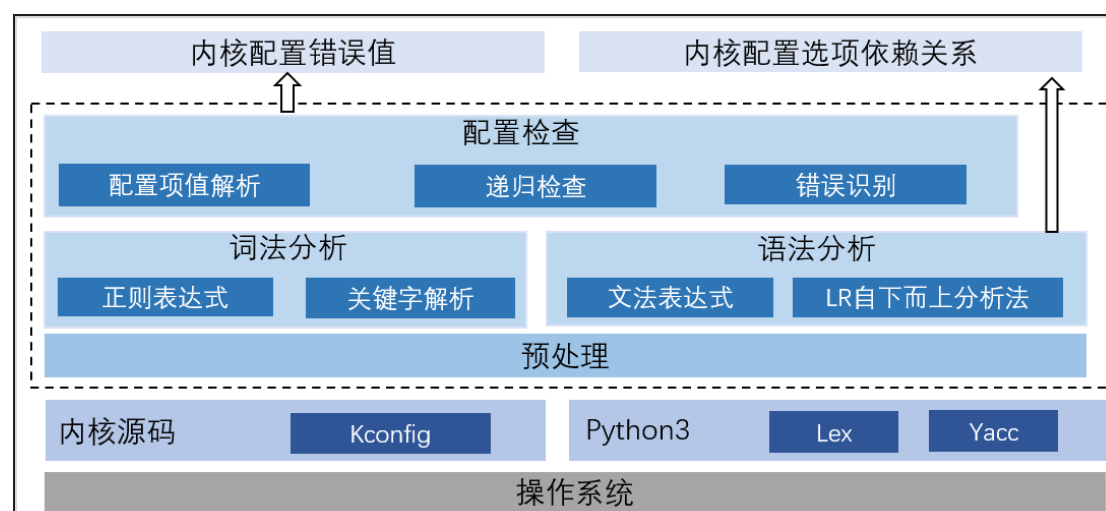 内核配置错误值
内核配置选项依赖关系
配置检查
配置项值解析
递归检查
错误识别
词法分析
语法分析
正则表达式
关键字解析
文法表达式
LR自下而上分析法
预处理
内核源码
Kconfig
Python3
Lex
Yacc
操作系统